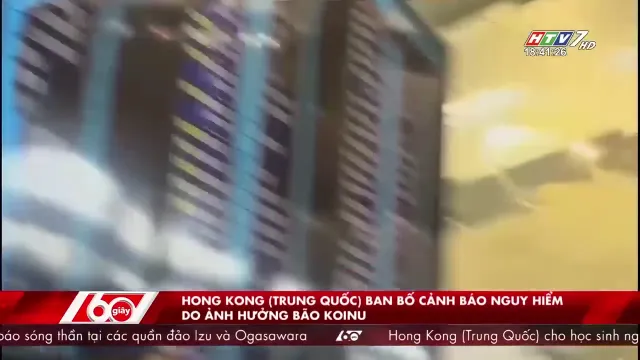 HTV7 HD
18:41:26
60 giây
HONG KONG (TRUNG QUỐC) BAN BỐ CẢNH BÁO NGUY HIỂM
DO ẢNH HƯỞNG BÃO KOINU
báo sóng thần tại các quần đảo Izu và Ogasawara 60 Hong Kong (Trung Quốc) cho học sinh ng